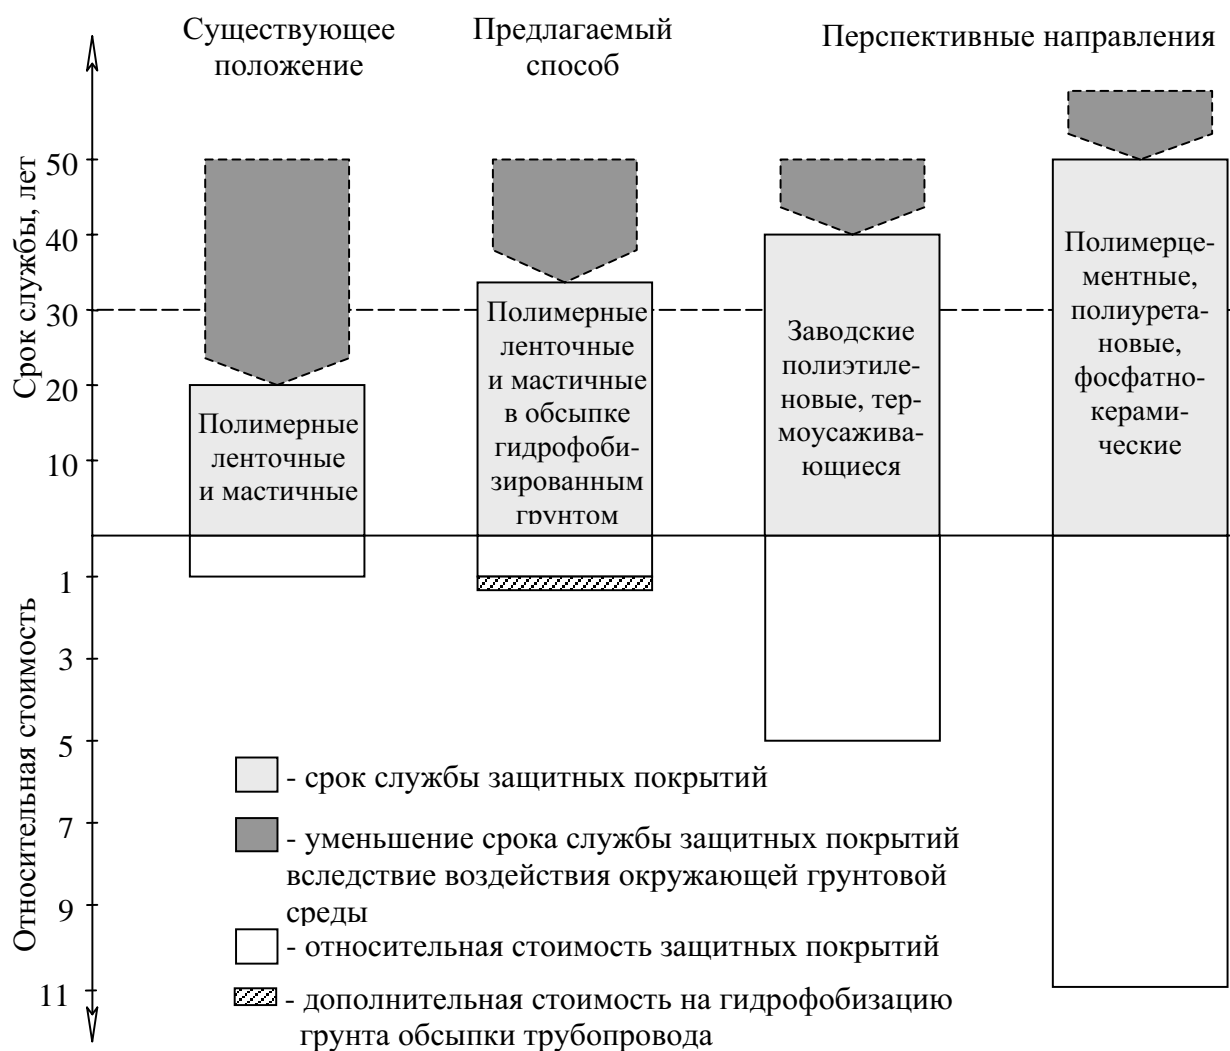 Существующее
положение
Предлагаемый
способ
Перспективные направления
Срок службы, лет
50
40
30
20
10
Полимерные
ленточные
и мастичные
Полимерные
ленточные
и мастичные
в обсыпке
гидрофоби-
зированным
грунтом
Заводские
полиэтиле-
новые, тер-
моусажива-
ющиеся
Полимерце-
ментные,
полиурета-
новые,
фосфатно-
керами-
ческие
Относительная стоимость
1
3
5
7
9
11
- срок службы защитных покрытий
- уменьшение срока службы защитных покрытий
вследствие воздействия окружающей грунтовой
среды
- относительная стоимость защитных покрытий
- дополнительная стоимость на гидрофобизацию
грунта обсыпки трубопровода